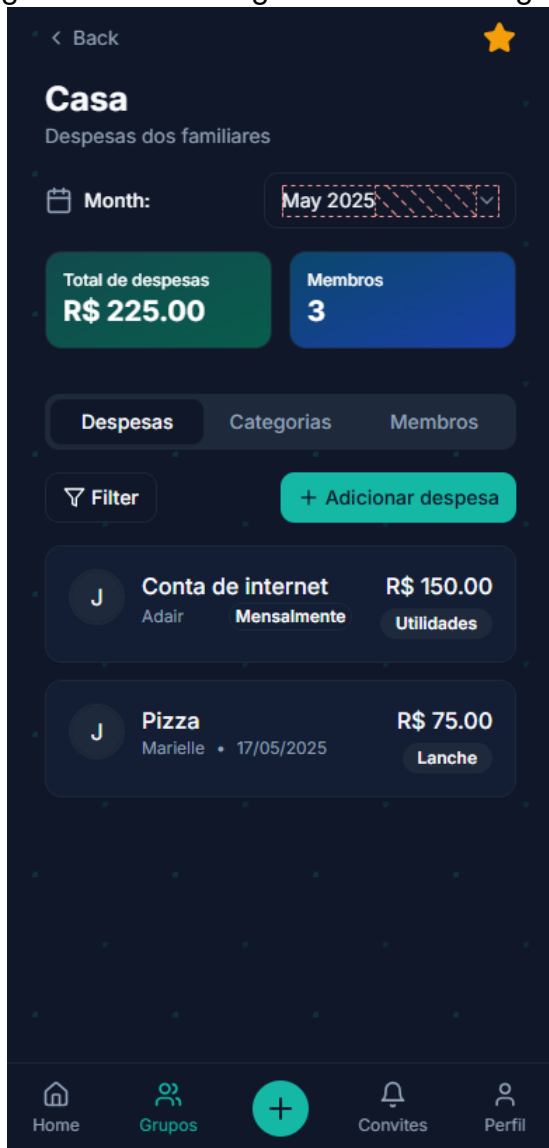 Back
Casa
Despesas dos familiares
Month: May 2025
Total de despesas Membros
R$ 225.00 3
Despesas Categorias Membros
Filter + Adicionar despesa
J Conta de internet R$ 150.00
Adair Mensalmente Utilidades
J Pizza R$ 75.00
Marielle • 17/05/2025 Lanche
Home Grupos Convites Perfil